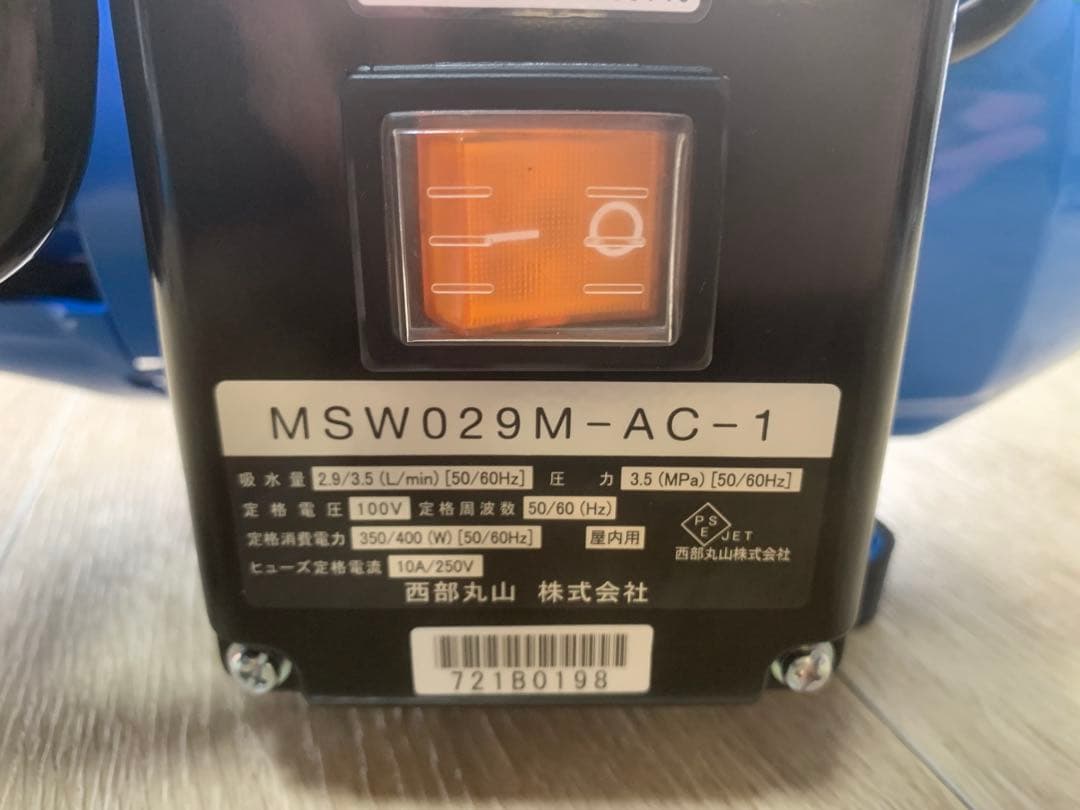 MSW029M-AC-1
吸水量 2.9/3.5 (L/min) [50/60Hz] 圧力 3.5 (MPa) [50/60Hz]
定格電圧 100V 定格周波数 50/60 (Hz)
定格消費電力 350/400 (W) [50/60Hz] 屋内用
PSE JET
西部丸山株式会社
ヒューズ定格電流 10A/250V
西部丸山 株式会社
721B0198